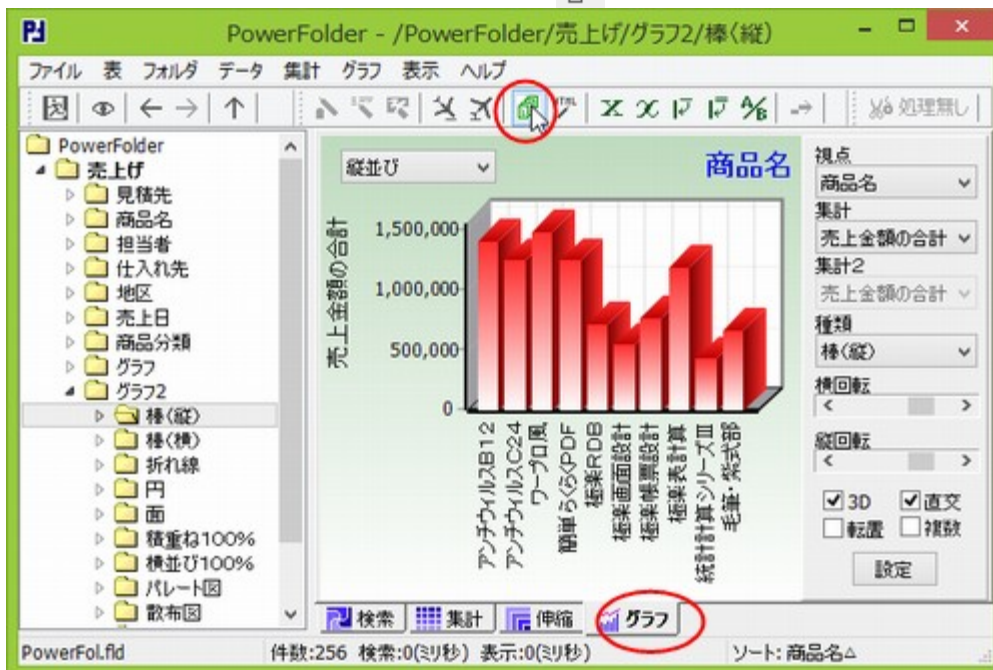 PowerFolder - /PowerFolder/売上げ/グラフ2/棒(縦)
ファイル 表 フォルダ データ 集計 グラフ 表示 ヘルプ
処理無し
PowerFolder
売上げ
見積先
商品名
担当者
仕入れ先
地区
売上日
商品分類
グラフ
グラフ2
棒(縦)
棒(横)
折れ線
円
面
積重ね100%
横並び100%
パレート図
散布図
縦並び
商品名
売上金額の合計
1,500,000
1,000,000
500,000
0
アンチウィルスB12
アンチウィルスC24
ワープロ風
簡単らくらくPDF
極楽RDB
極楽画面設計
極楽帳票設計
極楽表計算
統計計算シリーズⅢ
毛筆・紫式部
視点
商品名
集計
売上金額の合計
集計2
売上金額の合計
種類
棒(縦)
横回転
縦回転
3D 直交
転置 複数
設定
検索 集計 伸縮 グラフ
PowerFol.fld 件数:256 検索:0(ミリ秒) 表示:0(ミリ秒) ソート: 商品名△